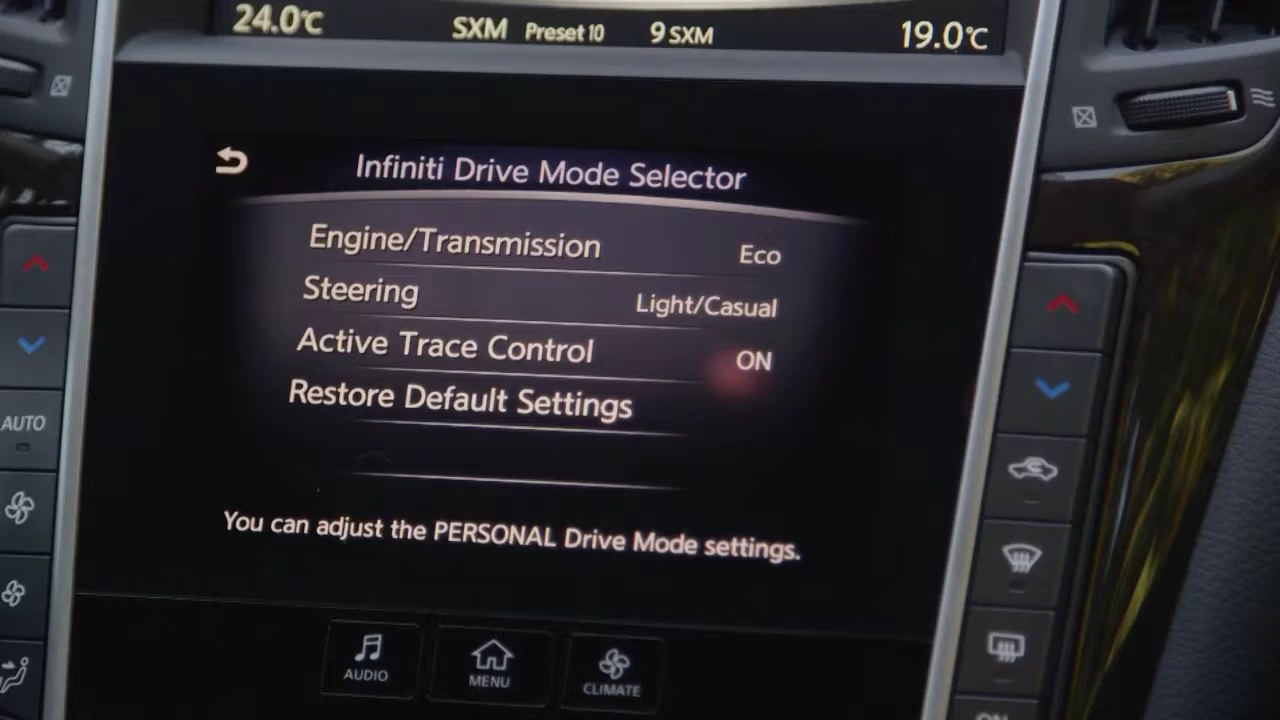 24.0℃ SXM Preset 10 9 SXM 19.0℃
Infiniti Drive Mode Selector
Engine/Transmission Eco
Steering Light/Casual
Active Trace Control ON
Restore Default Settings
You can adjust the PERSONAL Drive Mode settings.
AUTO
AUDIO MENU CLIMATE